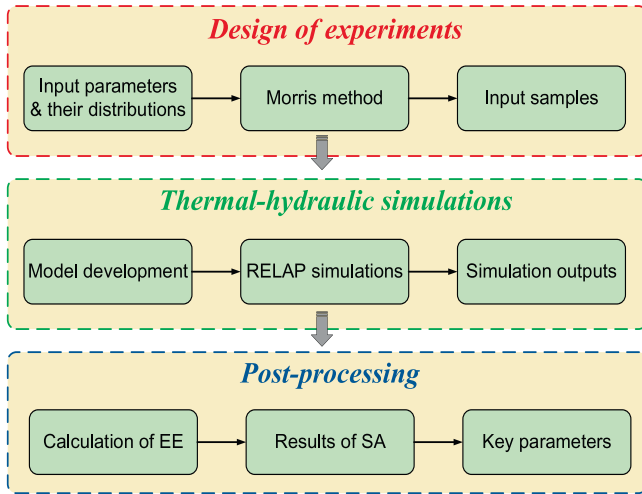 Design of experiments
Input parameters
& their distributions
Morris method
Input samples
Thermal-hydraulic simulations
Model development
RELAP simulations
Simulation outputs
Post-processing
Calculation of EE
Results of SA
Key parameters